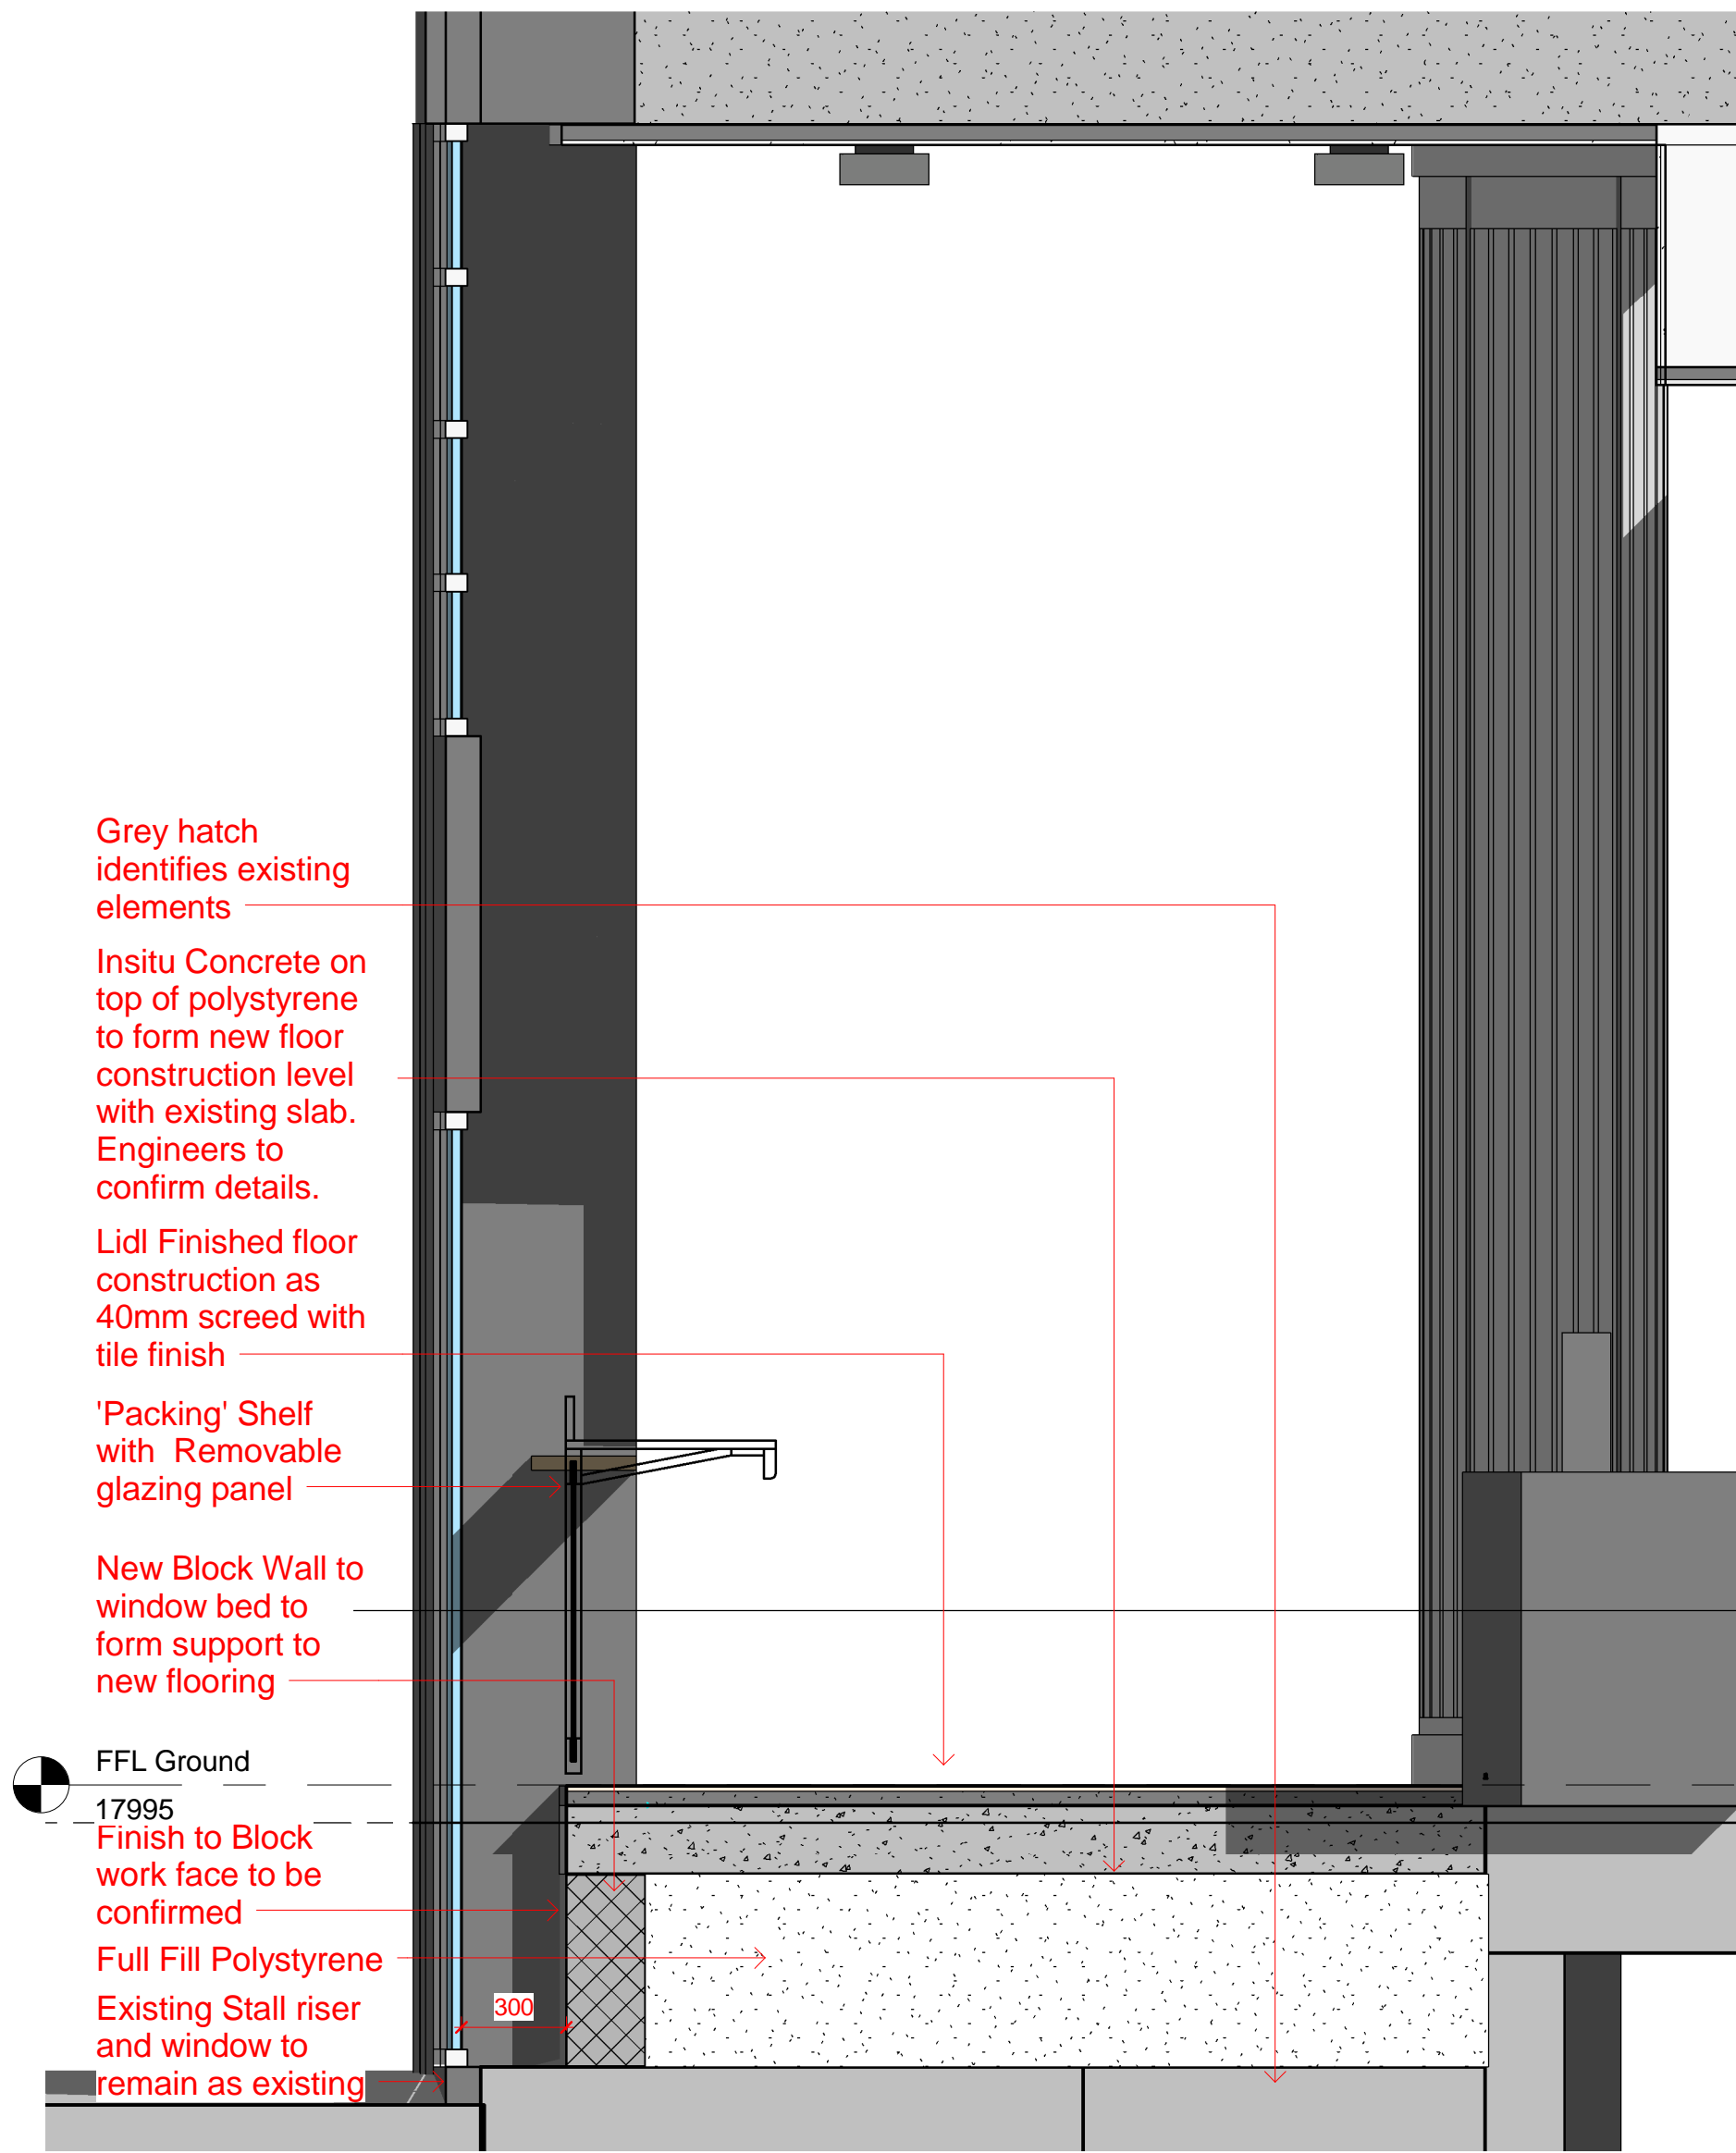 Grey hatch
identifies existing
elements
Insitu Concrete on
top of polystyrene
to form new floor
construction level
with existing slab.
Engineers to
confirm details.
Lidl Finished floor
construction as
40mm screed with
tile finish
'Packing' Shelf
with Removable
glazing panel
New Block Wall to
window bed to
form support to
new flooring
FFL Ground
17995
Finish to Block
work face to be
confirmed
Full Fill Polystyrene
Existing Stall riser
and window to
remain as existing
300